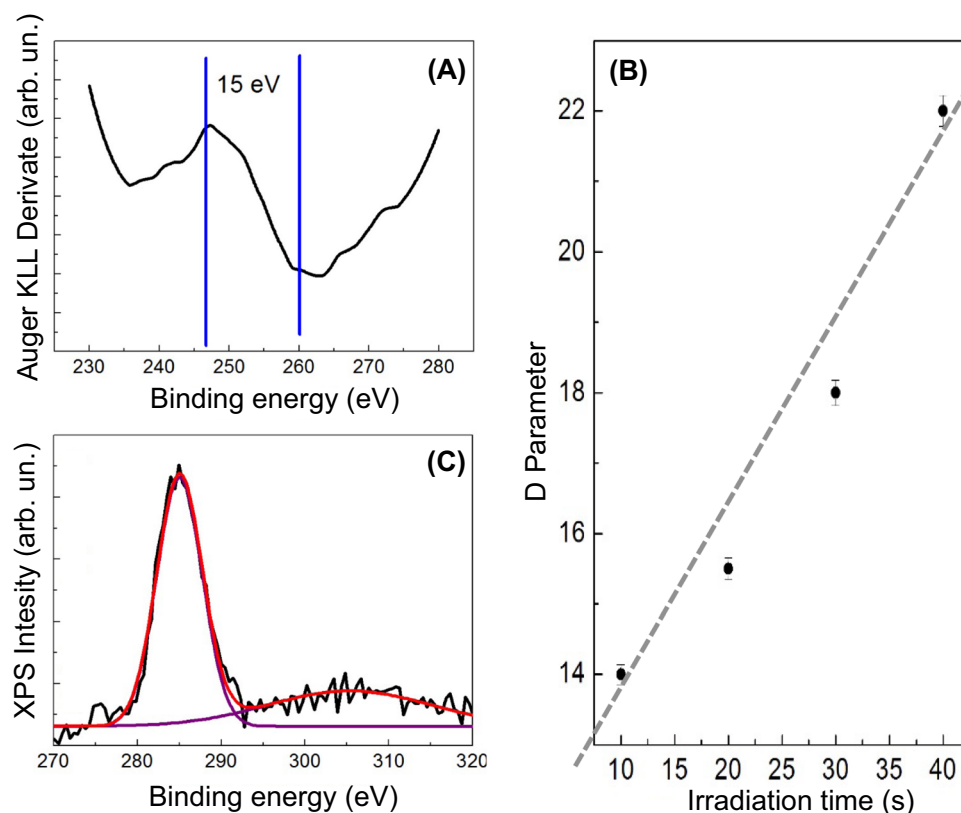 (A)
15 eV
Auger KLL Derivate (arb. un.)
230 240 250 260 270 280
Binding energy (eV)
(B)
22
20
18
16
14
D Parameter
10 15 20 25 30 35 40
Irradiation time (s)
(C)
XPS Intesity (arb. un.)
270 280 290 300 310 320
Binding energy (eV)